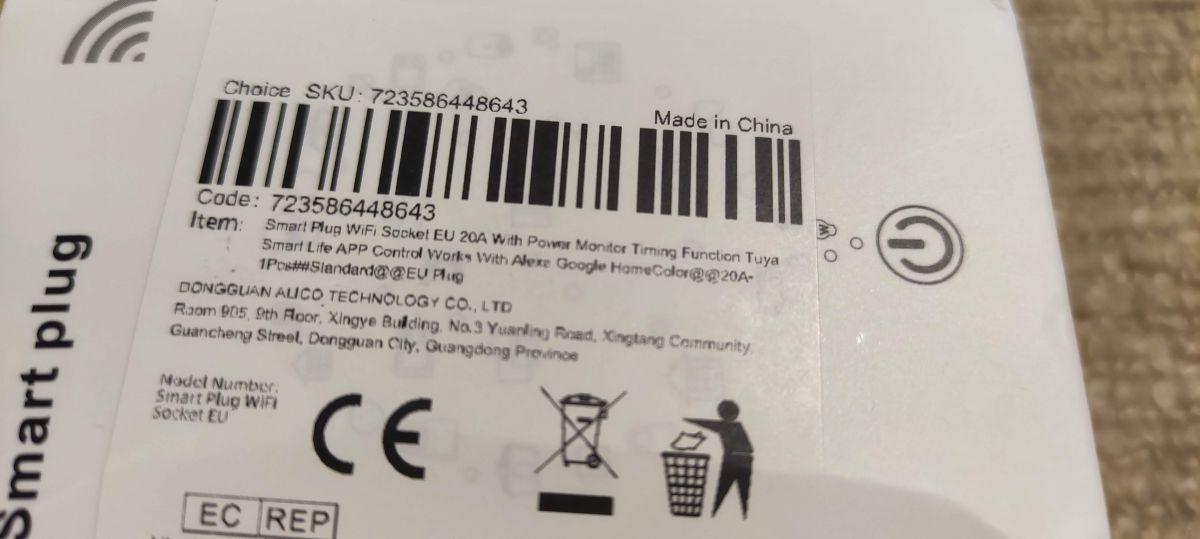 Smart plug
Choice SKU: 723586448643
Made in China
Code: 723586448643
Item: Smart Plug WiFi Socket EU 20A With Power Monitor Timing Function Tuya
Smart Life APP Control Works With Alexa Google HomeColor@@20A-
1Pcs##Standard@@EU Plug
DONGGUAN ALICO TECHNOLOGY CO., LTD
Room 905, 9th Floor, Xingye Building, No.3 Yuanling Road, Xingtang Community,
Guancheng Street, Dongguan City, Guangdong Province
Model Number:
Smart Plug WiFi
Socket EU
CE
EC REP